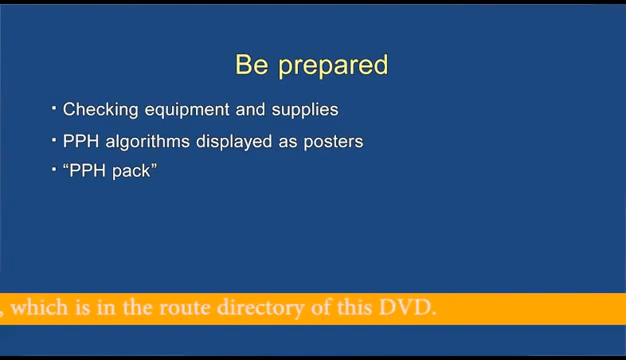 Be prepared
· Checking equipment and supplies
· PPH algorithms displayed as posters
· “PPH pack”
, which is in the route directory of this DVD.